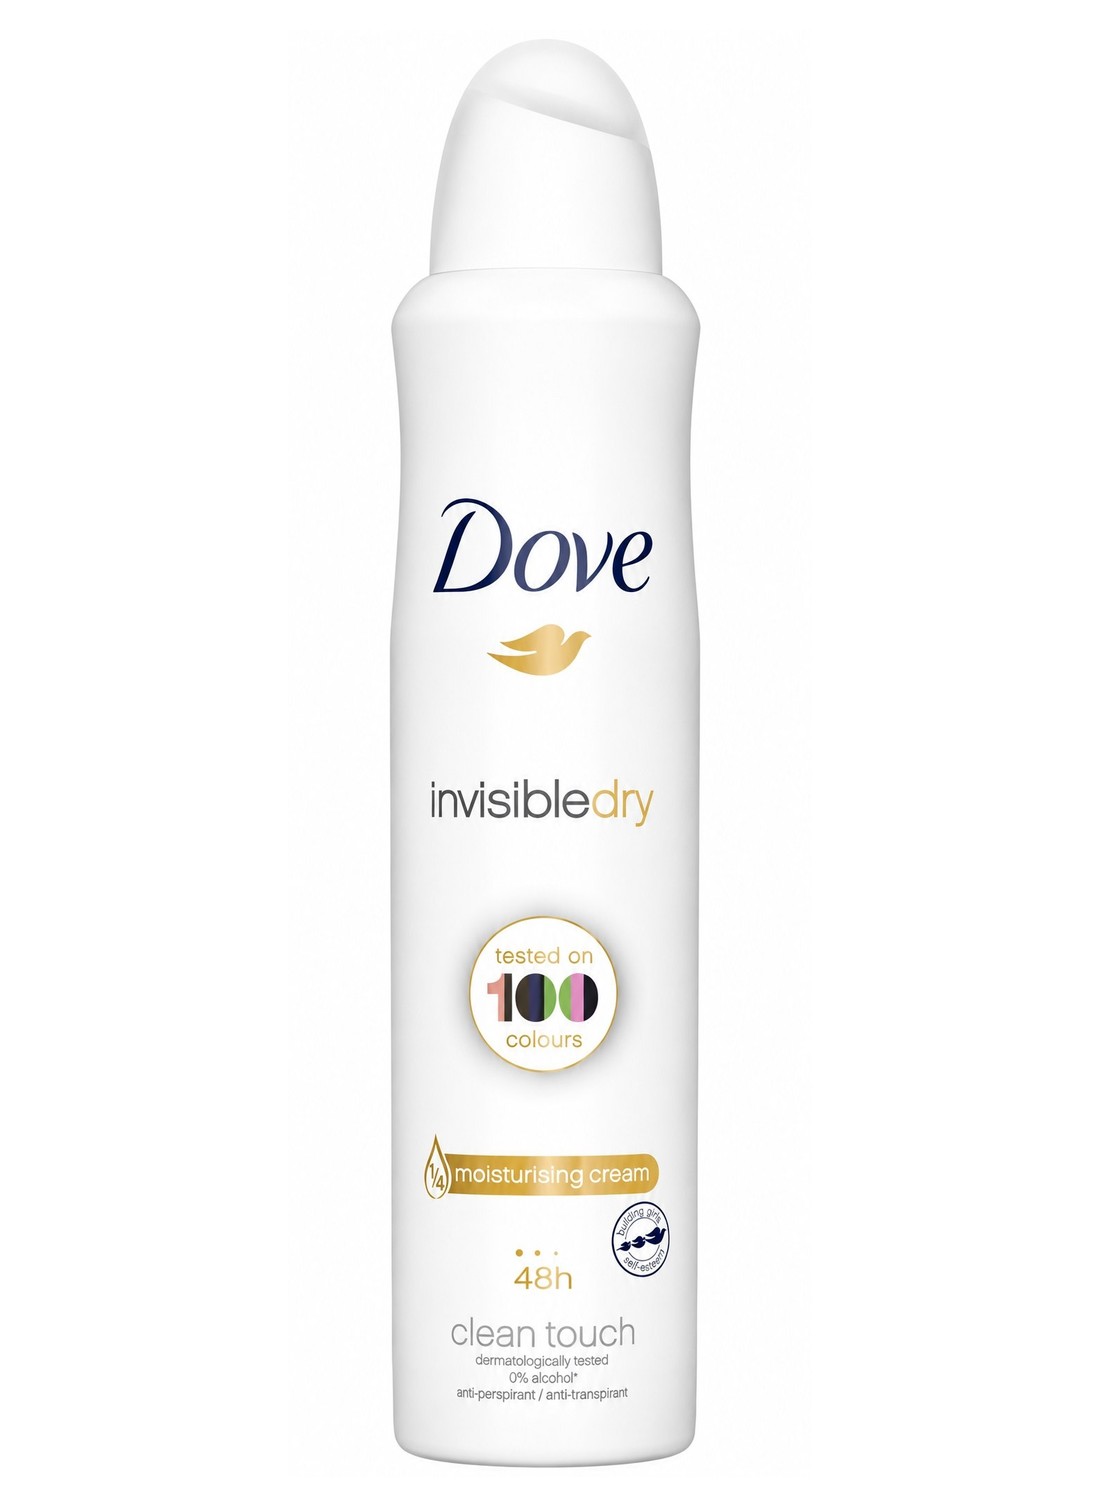 Dove
invisibledry
tested on
100
colours
1/4 moisturising cream
building girls
self-esteem
48h
clean touch
dermatologically tested
0% alcohol*
anti-perspirant / anti-transpirant